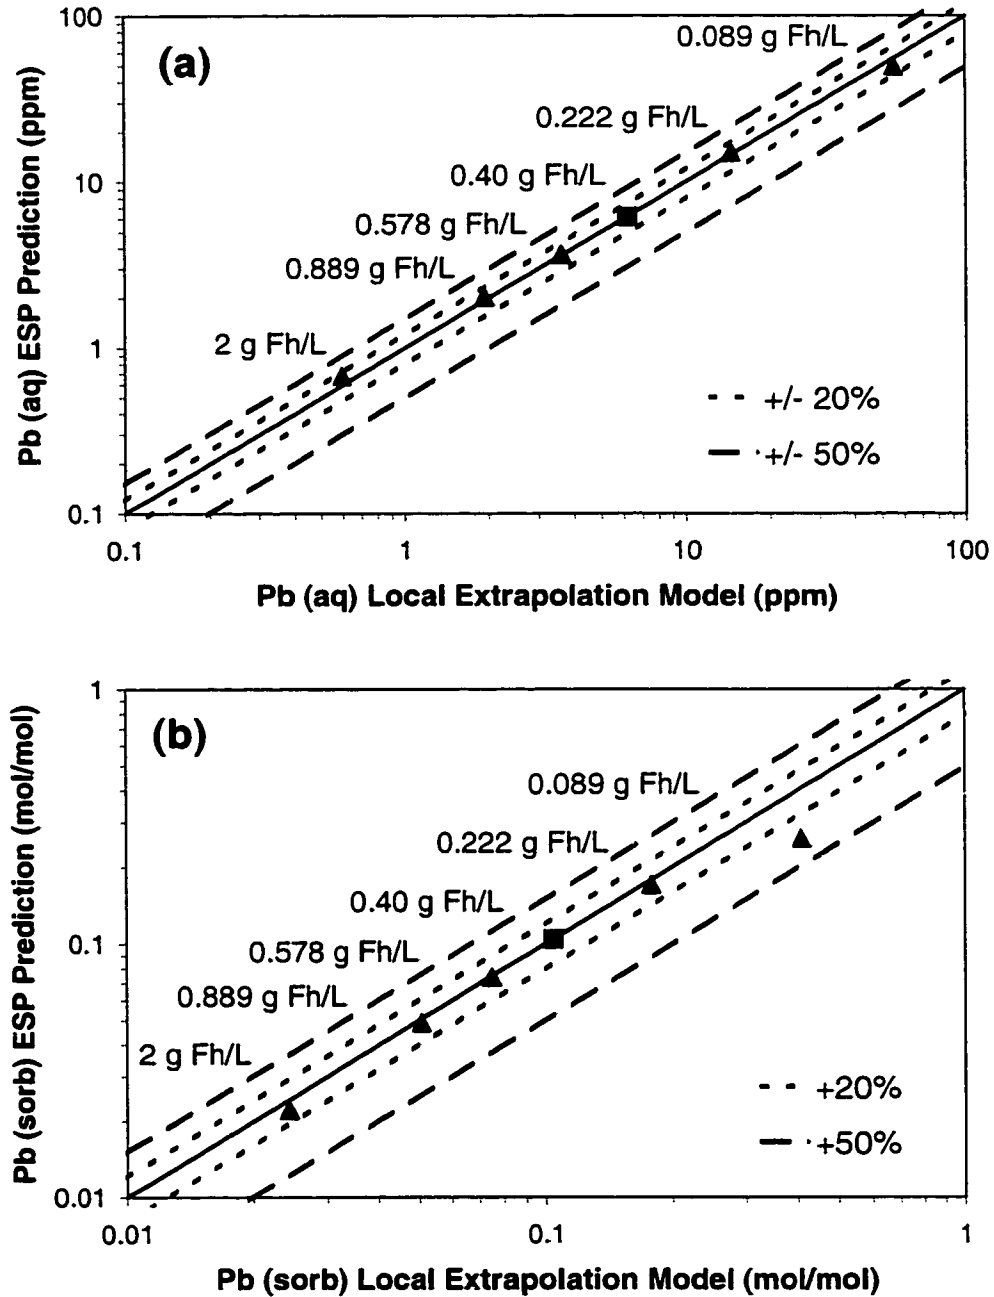 (a)
100
10
1
0.1
Pb (aq) ESP Prediction (ppm)
0.089 g Fh/L
0.222 g Fh/L
0.40 g Fh/L
0.578 g Fh/L
0.889 g Fh/L
2 g Fh/L
+/- 20%
+/- 50%
0.1 1 10 100
Pb (aq) Local Extrapolation Model (ppm)
(b)
1
0.1
0.01
Pb (sorb) ESP Prediction (mol/mol)
0.089 g Fh/L
0.222 g Fh/L
0.40 g Fh/L
0.578 g Fh/L
0.889 g Fh/L
2 g Fh/L
+20%
+50%
0.01 0.1 1
Pb (sorb) Local Extrapolation Model (mol/mol)